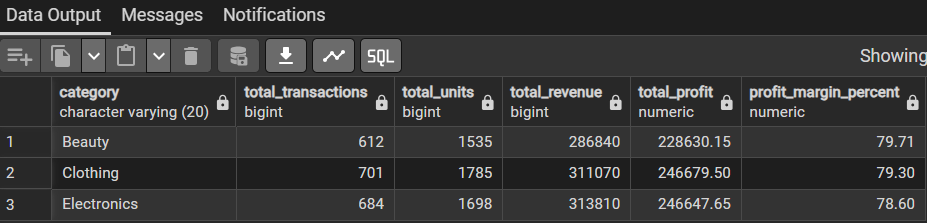 Data Output Messages Notifications
SQL Showing
category total_transactions total_units total_revenue total_profit profit_margin_percent
character varying (20) bigint bigint bigint numeric numeric
1 Beauty 612 1535 286840 228630.15 79.71
2 Clothing 701 1785 311070 246679.50 79.30
3 Electronics 684 1698 313810 246647.65 78.60